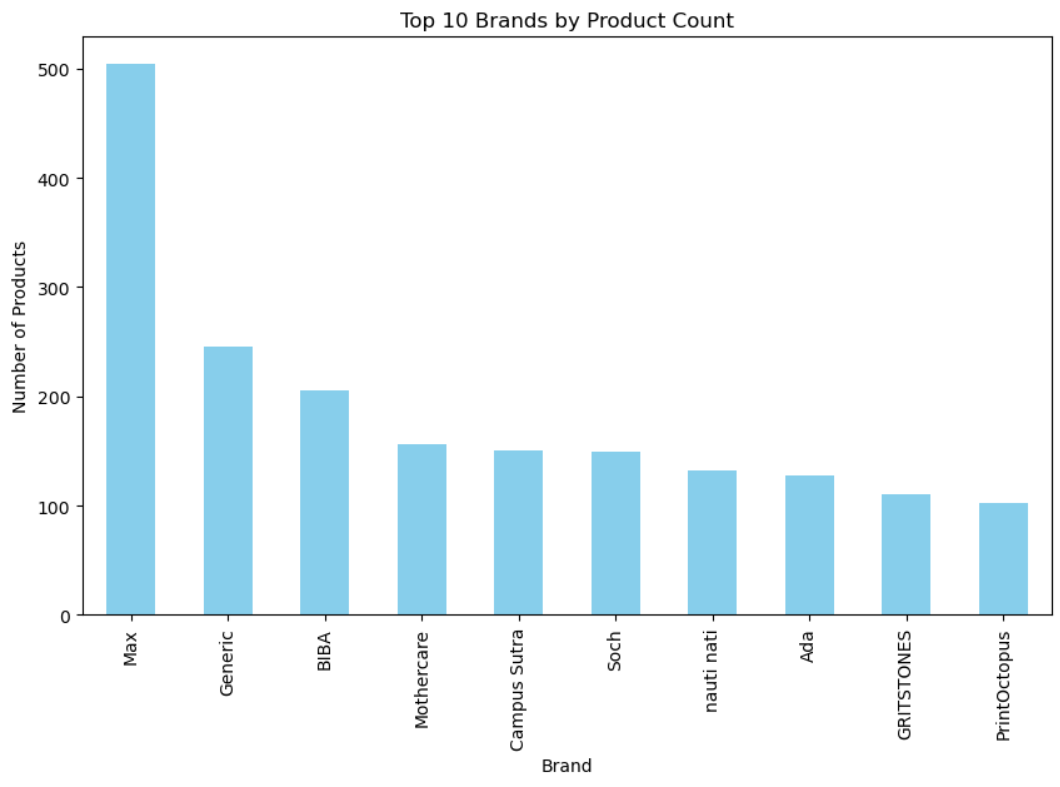 Top 10 Brands by Product Count
Number of Products
500
400
300
200
100
0
Max
Generic
BIBA
Mothercare
Campus Sutra
Soch
nauti nati
Ada
GRITSTONES
PrintOctopus
Brand